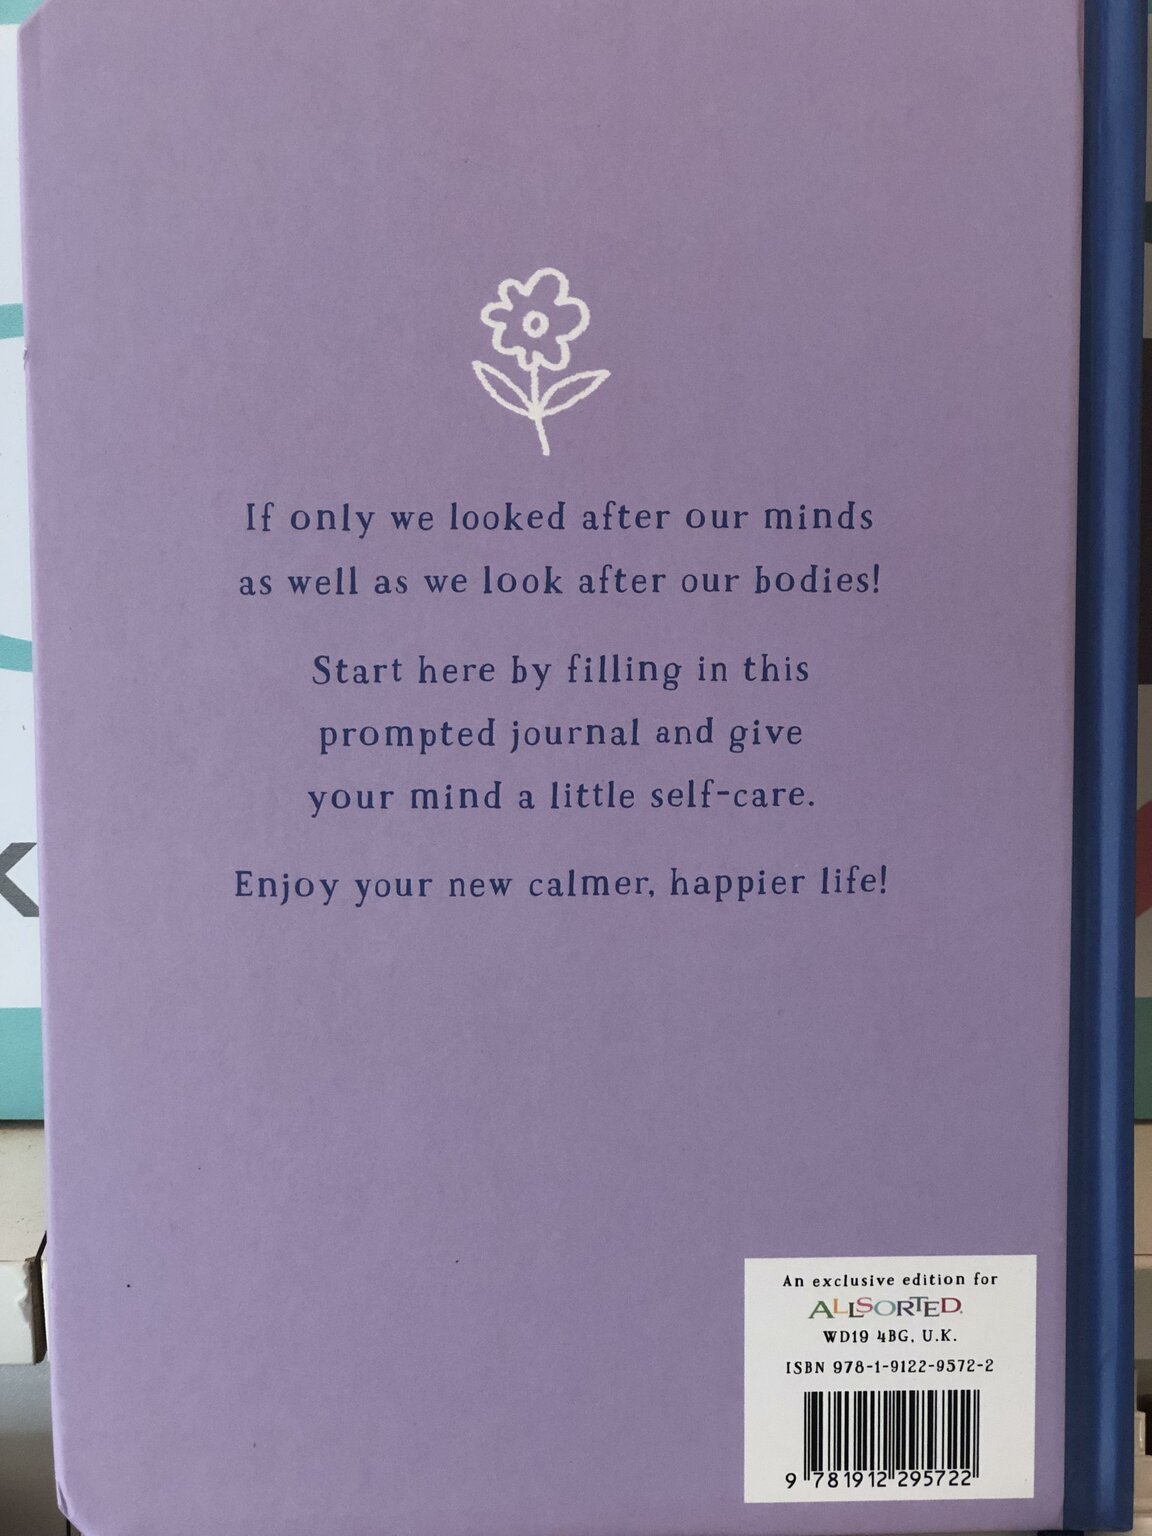 If only we looked after our minds
as well as we look after our bodies!
Start here by filling in this
prompted journal and give
your mind a little self-care.
Enjoy your new calmer, happier life!
An exclusive edition for
ALLSORTED.
WD19 4BG, U.K.
ISBN 978-1-9122-9572-2
9 781912 295722
K